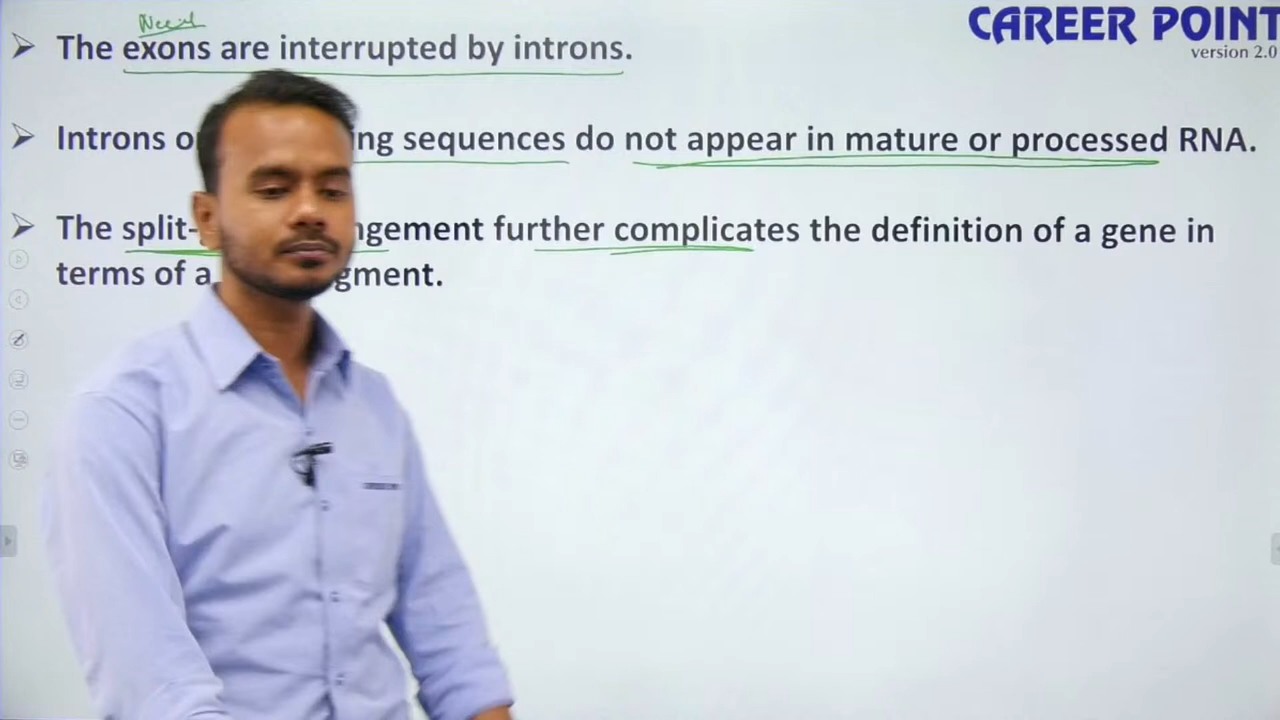 CAREER POINT
version 2.0
The exons are interrupted by introns.
Introns o ing sequences do not appear in mature or processed RNA.
The split- ngement further complicates the definition of a gene in
terms of a gment.